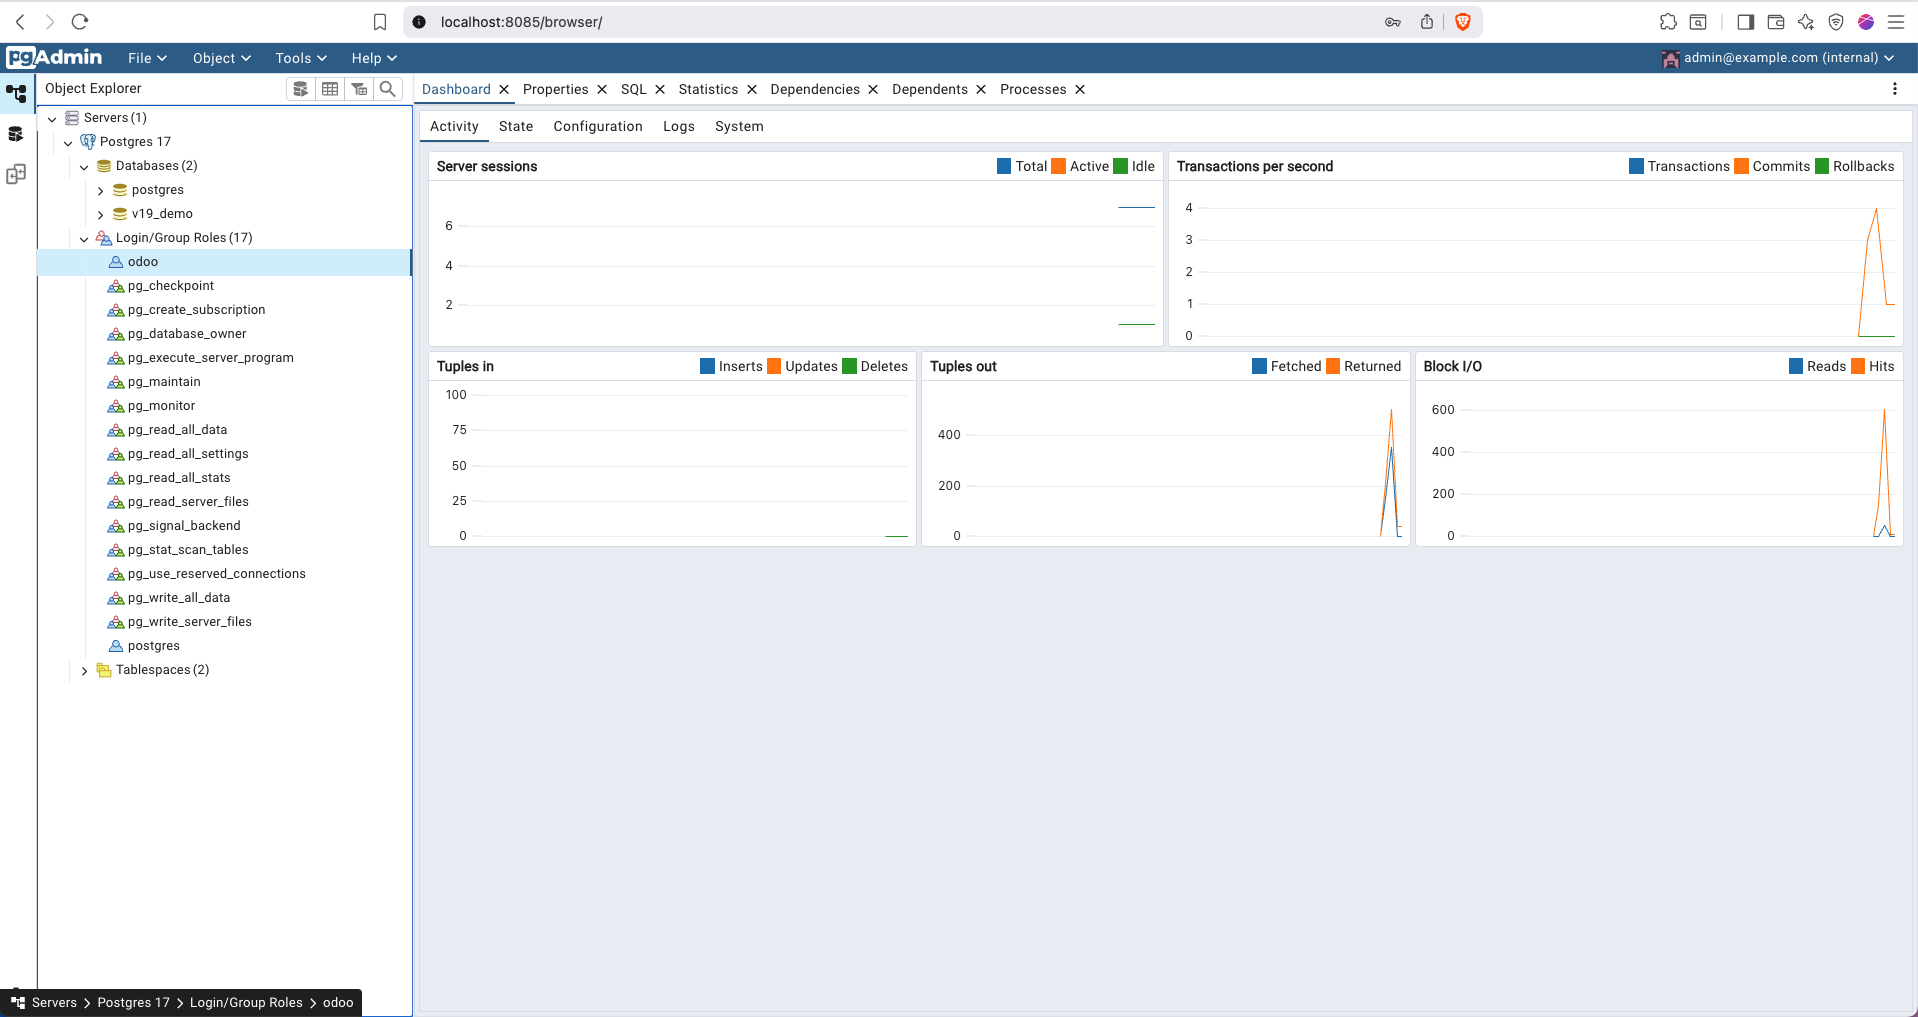 localhost:8085/browser/
pgAdmin File Object Tools Help admin@example.com (internal)
Object Explorer
Dashboard Properties SQL Statistics Dependencies Dependents Processes
Servers (1)
Postgres 17
Databases (2)
postgres
v19_demo
Login/Group Roles (17)
odoo
pg_checkpoint
pg_create_subscription
pg_database_owner
pg_execute_server_program
pg_maintain
pg_monitor
pg_read_all_data
pg_read_all_settings
pg_read_all_stats
pg_read_server_files
pg_signal_backend
pg_stat_scan_tables
pg_use_reserved_connections
pg_write_all_data
pg_write_server_files
postgres
Tablespaces (2)
Servers > Postgres 17 > Login/Group Roles > odoo
Activity State Configuration Logs System
Server sessions Total Active Idle
6
4
2
Transactions per second Transactions Commits Rollbacks
4
3
2
1
0
Tuples in Inserts Updates Deletes
100
75
50
25
0
Tuples out Fetched Returned
400
200
0
Block I/O Reads Hits
600
400
200
0